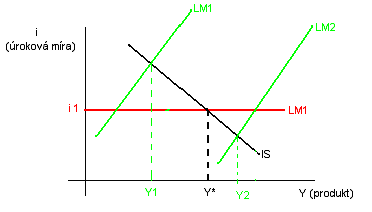 LM1
i
LM2
(úroková míra)
i 1
LM1
IS
Y1
Y*
Y2
Y (produkt)